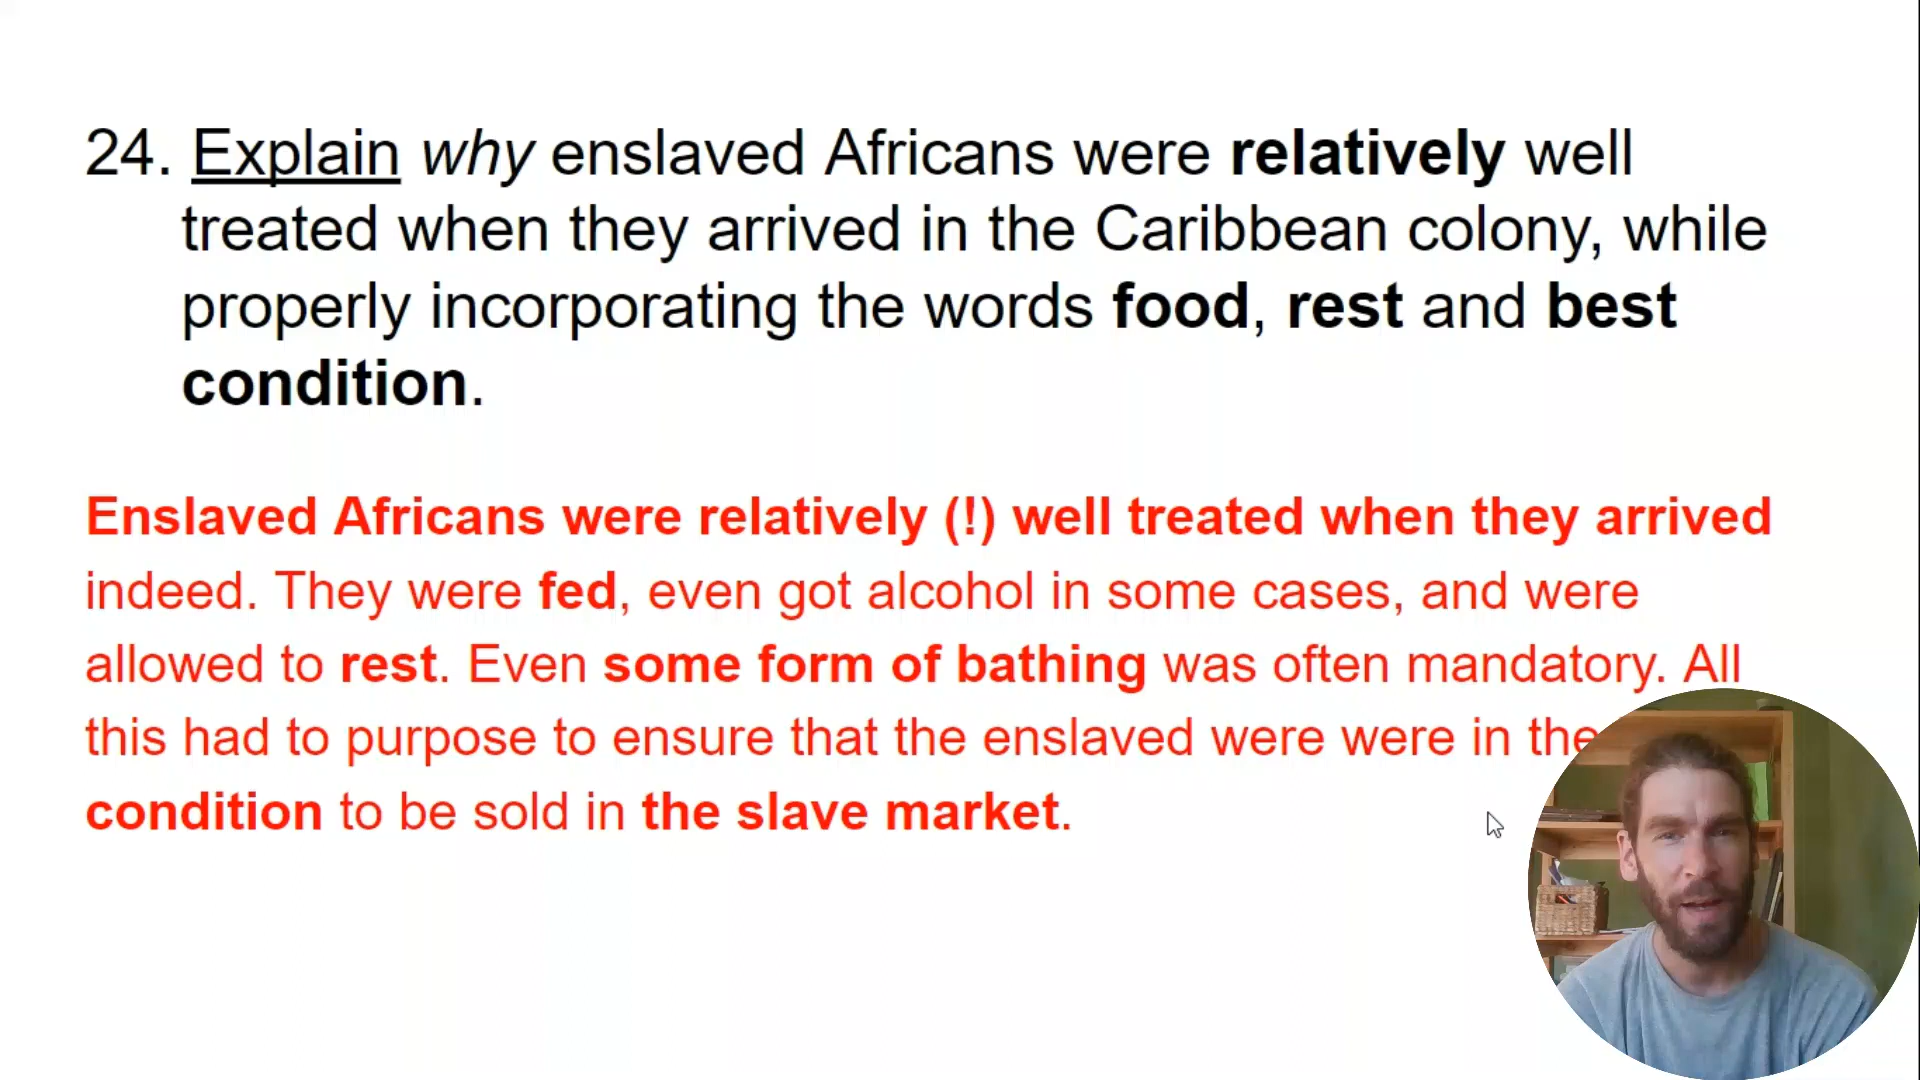 24. Explain why enslaved Africans were relatively well
treated when they arrived in the Caribbean colony, while
properly incorporating the words food, rest and best
condition.
Enslaved Africans were relatively (!) well treated when they arrived
indeed. They were fed, even got alcohol in some cases, and were
allowed to rest. Even some form of bathing was often mandatory. All
this had to purpose to ensure that the enslaved were were in the
condition to be sold in the slave market.